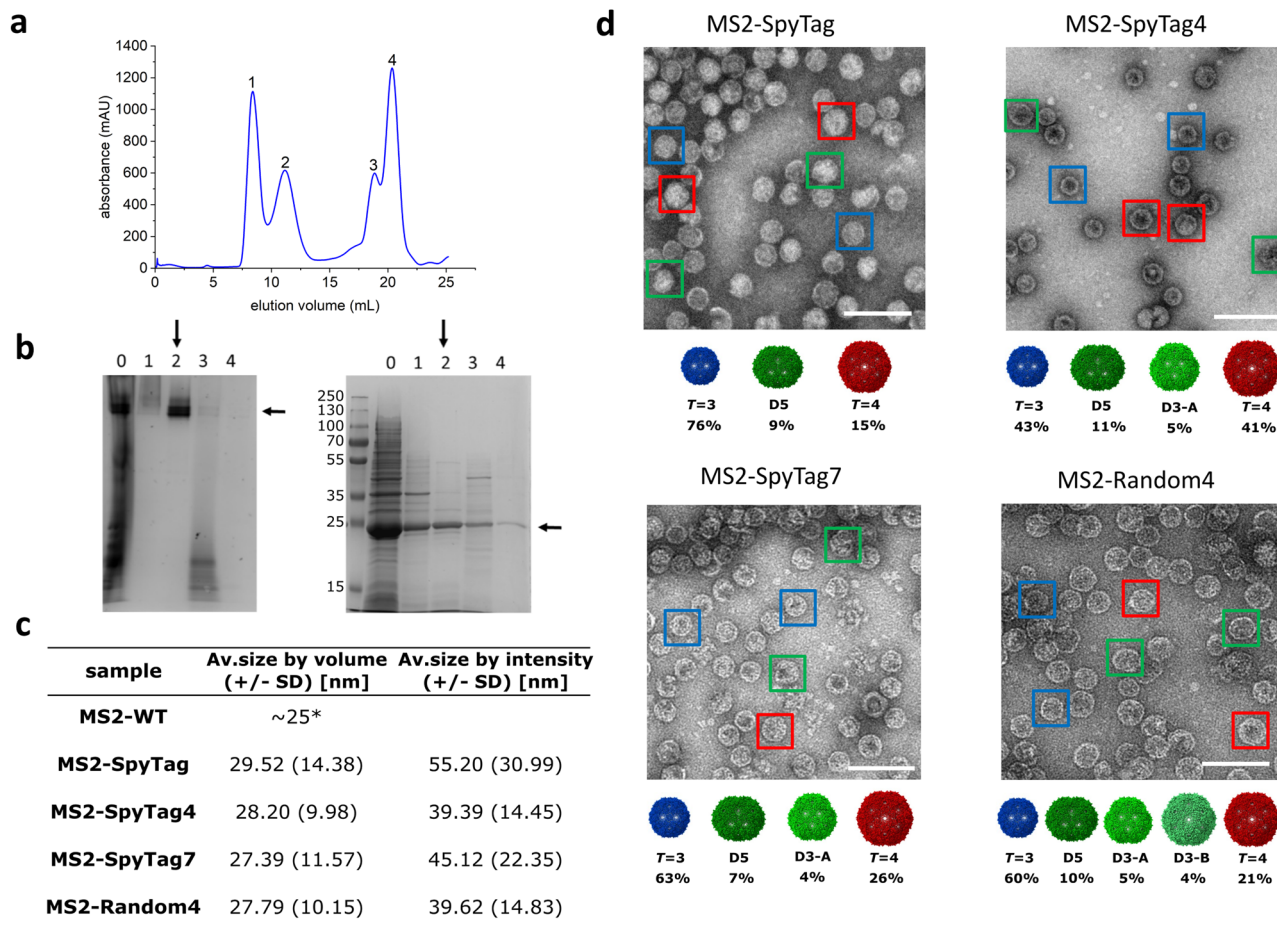 a
1400
1200
1000
800
600
400
200
0
absorbance (mAU)
1
2
3
4
0 5 10 15 20 25
elution volume (mL)
b
0 1 2 3 4
0 1 2 3 4
250
130
100
70
55
35
25
15
c
sample Av.size by volume (+/- SD) [nm] Av.size by intensity (+/- SD) [nm]
MS2-WT ~25*
MS2-SpyTag 29.52 (14.38) 55.20 (30.99)
MS2-SpyTag4 28.20 (9.98) 39.39 (14.45)
MS2-SpyTag7 27.39 (11.57) 45.12 (22.35)
MS2-Random4 27.79 (10.15) 39.62 (14.83)
d
MS2-SpyTag
T=3 D5 T=4
76% 9% 15%
MS2-SpyTag4
T=3 D5 D3-A T=4
43% 11% 5% 41%
MS2-SpyTag7
T=3 D5 D3-A T=4
63% 7% 4% 26%
MS2-Random4
T=3 D5 D3-A D3-B T=4
60% 10% 5% 4% 21%